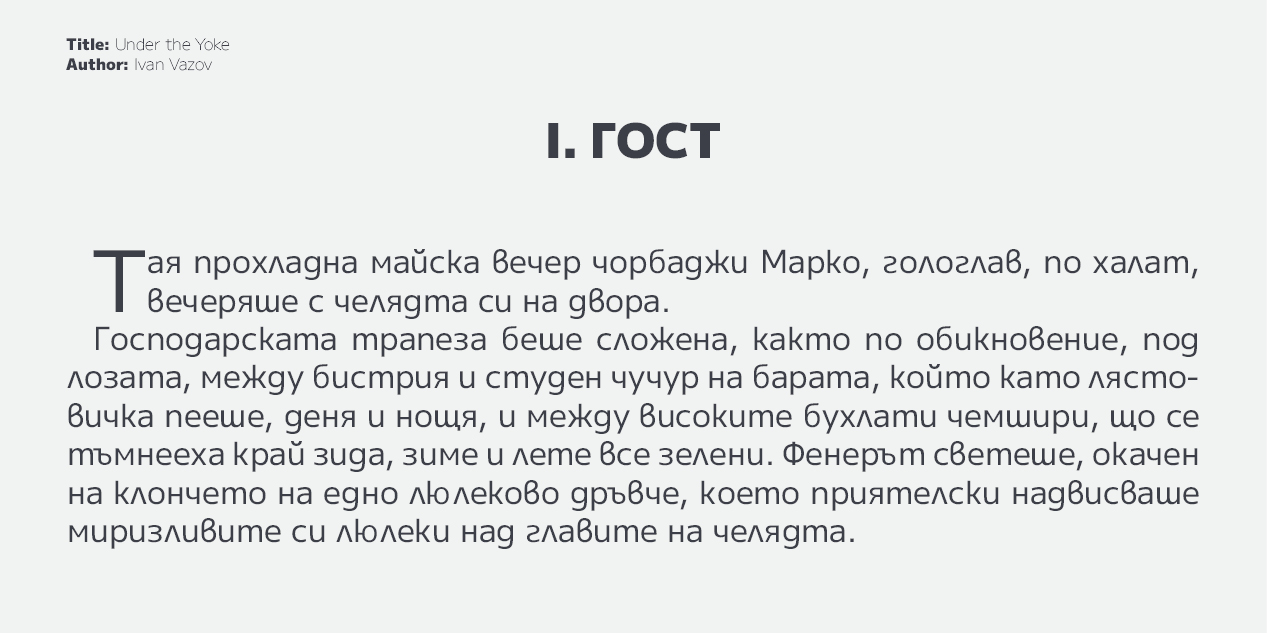 Title: Under the Yoke
Author: Ivan Vazov
I. ГОСТ
Тая прохладна майска вечер чорбаджи Марко, гологлав, по халат,
вечеряше с челядта си на двора.
Господарската трапеза беше сложена, както по обикновение, под
лозата, между бистрия и студен чучур на барата, който като лясто-
вичка пееше, деня и нощя, и между високите бухлати чемшири, що се
тъмнееха край зида, зиме и лете все зелени. Фенерът светеше, окачен
на клончето на едно люлеково дръвче, което приятелски надвисваше
миризливите си люлеки над главите на челядта.